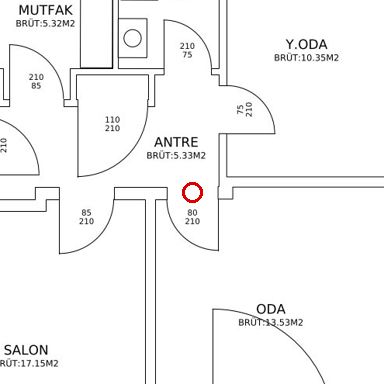 MUTFAK
BRÜT:5.32M2
210
75
Y.ODA
BRÜT:10.35M2
210
85
75
210
110
210
ANTRE
BRÜT:5.33M2
210
85
210
80
210
ODA
BRÜT:13.53M2
SALON
RÜT:17.15M2